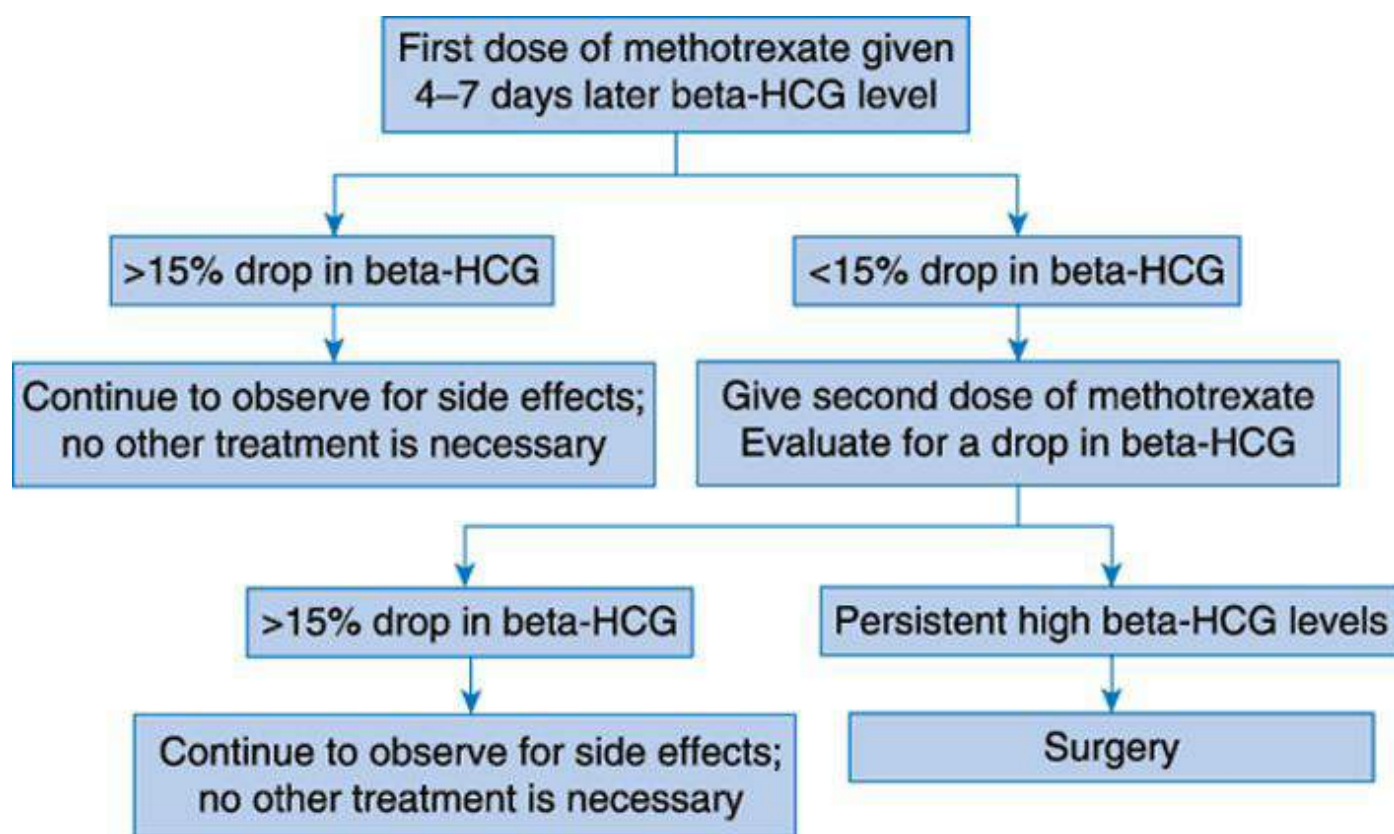 First dose of methotrexate given
4–7 days later beta-HCG level
>15% drop in beta-HCG
<15% drop in beta-HCG
Continue to observe for side effects;
no other treatment is necessary
Give second dose of methotrexate
Evaluate for a drop in beta-HCG
>15% drop in beta-HCG
Persistent high beta-HCG levels
Continue to observe for side effects;
no other treatment is necessary
Surgery